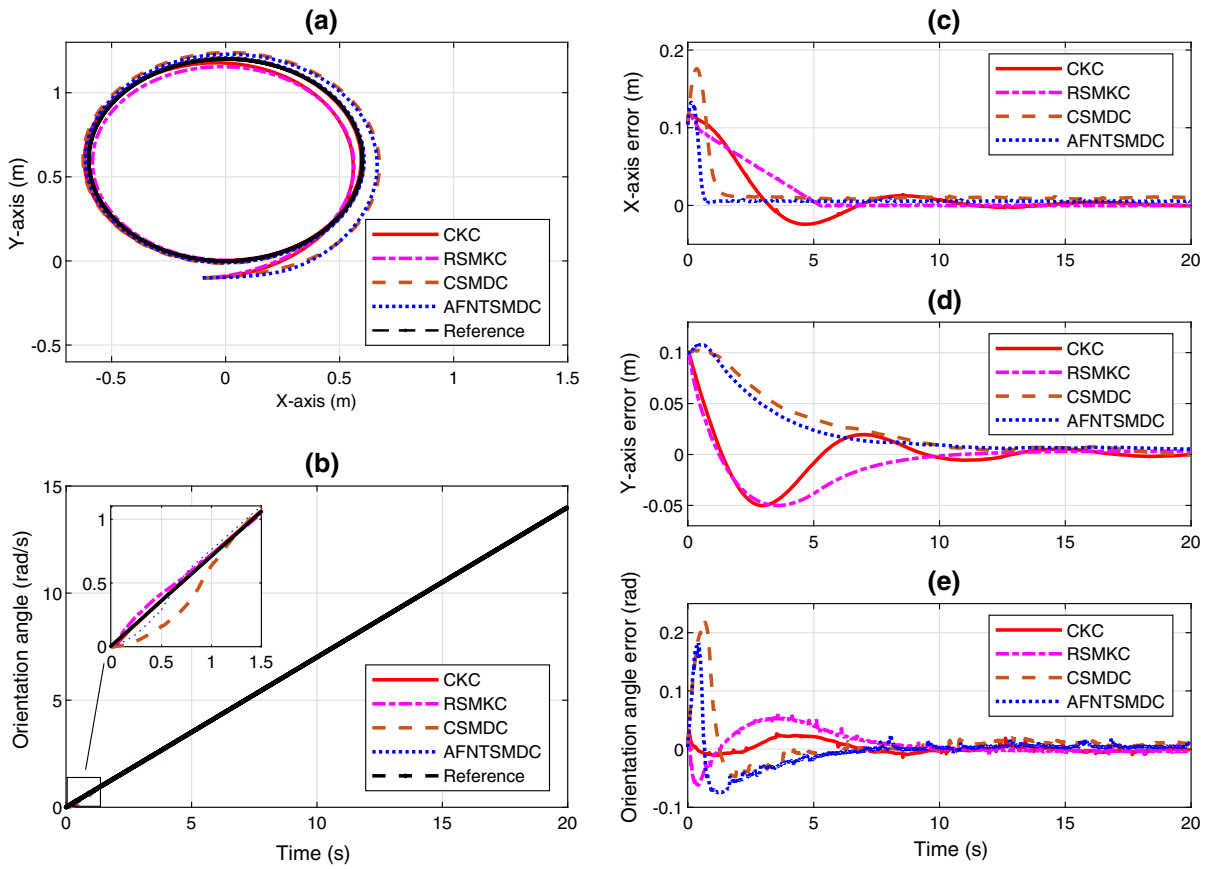 (a)
Y-axis (m)
1
0.5
0
-0.5
-0.5
0
0.5
1
1.5
X-axis (m)
CKC
RSMKC
CSMDC
AFNTSMDC
Reference
(b)
Orientation angle (rad/s)
15
10
5
0
0
5
10
15
20
Time (s)
1
0.5
0
0
0.5
1
1.5
CKC
RSMKC
CSMDC
AFNTSMDC
Reference
(c)
X-axis error (m)
0.2
0.1
0
0
5
10
15
20
CKC
RSMKC
CSMDC
AFNTSMDC
(d)
Y-axis error (m)
0.1
0.05
0
-0.05
0
5
10
15
20
CKC
RSMKC
CSMDC
AFNTSMDC
(e)
Orientation angle error (rad)
0.2
0.1
0
-0.1
0
5
10
15
20
Time (s)
CKC
RSMKC
CSMDC
AFNTSMDC